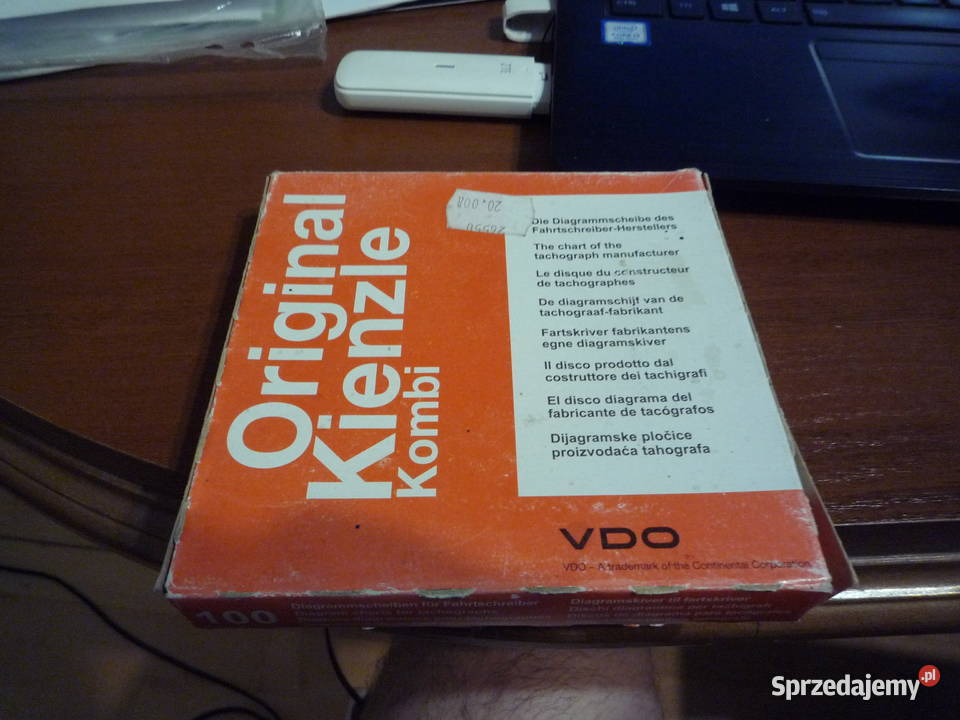 Original
Kienzle
Kombi
20.008
26550
Die Diagrammscheibe des
Fahrtschreiber-Herstellers
The chart of the
tachograph manufacturer
Le disque du constructeur
de tachographes
De diagramschijf van de
tachograaf-fabrikant
Fartskriver fabrikantens
egne diagramskiver
Il disco prodotto dal
costruttore dei tachigrafi
El disco diagrama del
fabricante de tacógrafos
Dijagramske pločice
proizvodača tahografa
VDO
VDO – A trademark of the Continental Corporation
100
Diagrammscheiben für Fahrtschreiber
Diagramskiver til fartskriver
Sprzedajemy.pl